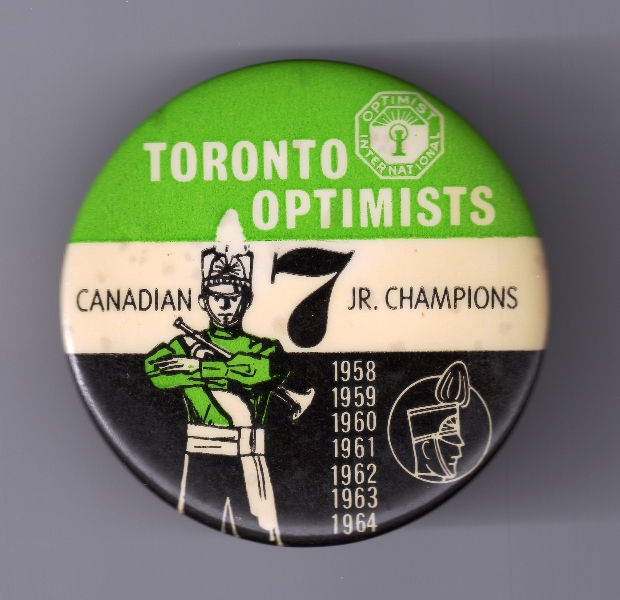 OPTIMIST
INTERNATIONAL
TORONTO
OPTIMISTS
CANADIAN 7 JR. CHAMPIONS
1958
1959
1960
1961
1962
1963
1964